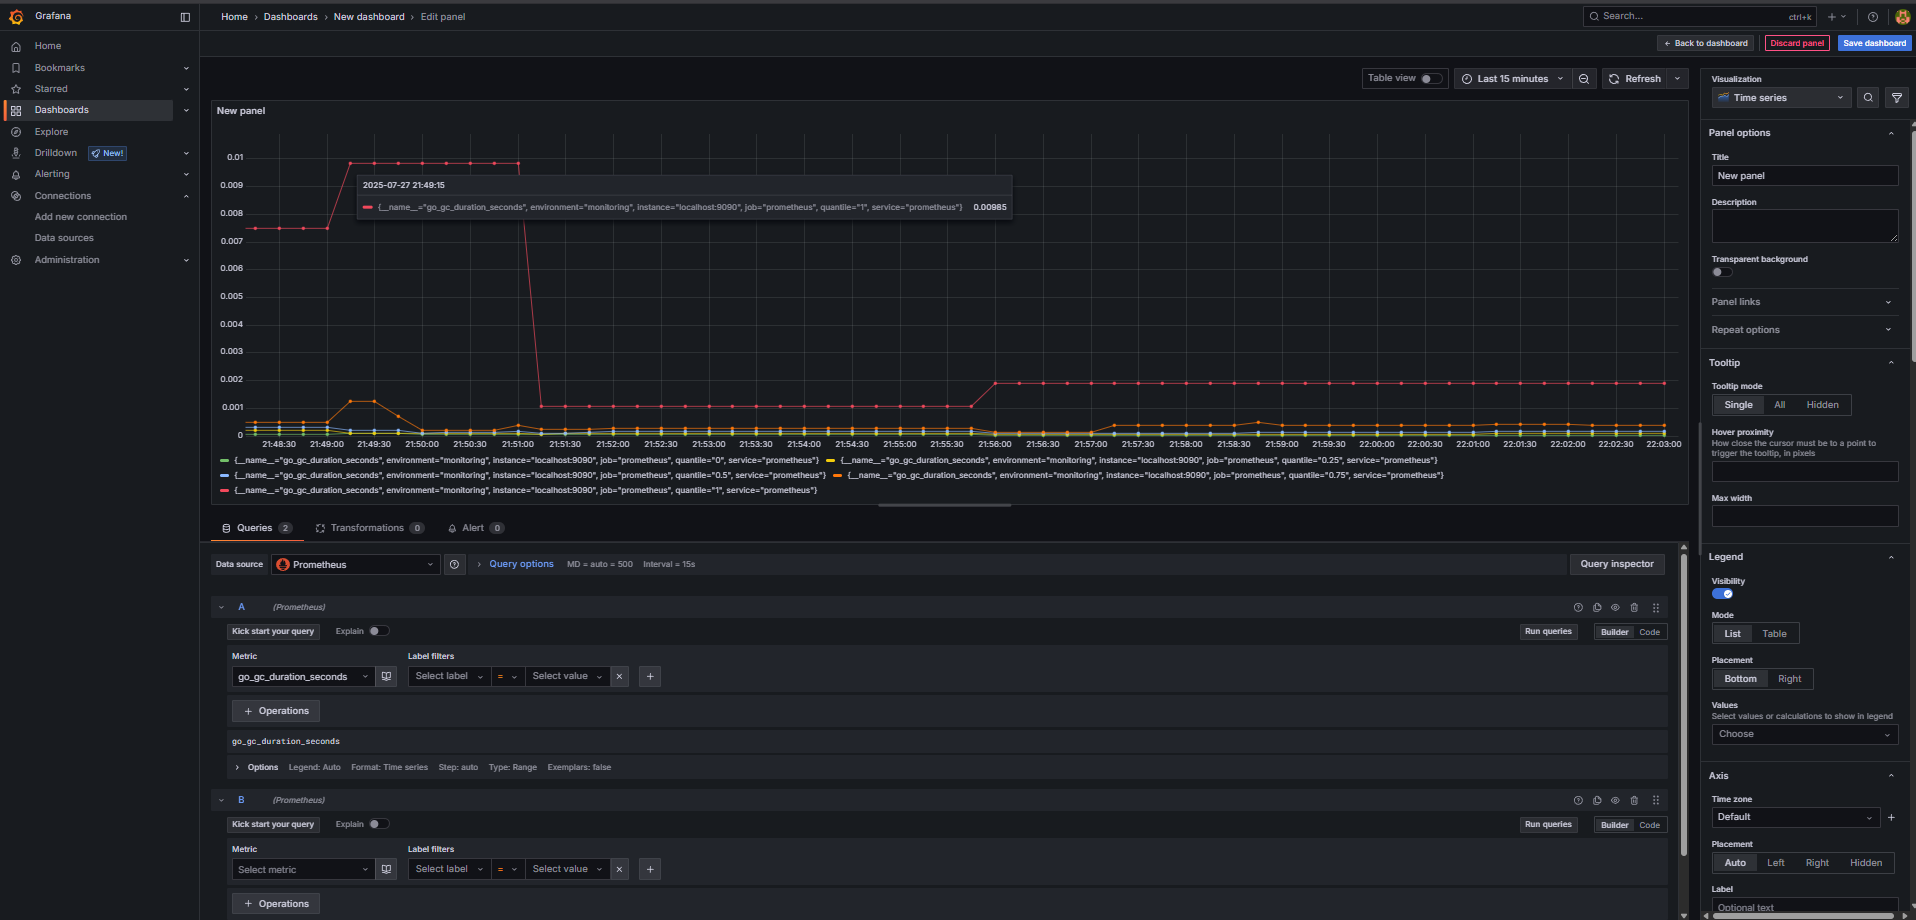 Grafana
Home › Dashboards › New dashboard › Edit panel
Search...
ctrl+k
Home
Bookmarks
Starred
Dashboards
Explore
Drilldown
New!
Alerting
Connections
Add new connection
Data sources
Administration
Back to dashboard
Discard panel
Save dashboard
Table view
Last 15 minutes
Refresh
New panel
0.01
0.009
0.008
0.007
0.006
0.005
0.004
0.003
0.002
0.001
0
2025-07-27 21:49:15
{__name__="go_gc_duration_seconds", environment="monitoring", instance="localhost:9090", job="prometheus", quantile="1", service="prometheus"} 0.00985
21:48:30 21:49:00 21:49:30 21:50:00 21:50:30 21:51:00 21:51:30 21:52:00 21:52:30 21:53:00 21:53:30 21:54:00 21:54:30 21:55:00 21:55:30 21:56:00 21:56:30 21:57:00 21:57:30 21:58:00 21:58:30 21:59:00 21:59:30 22:00:00 22:00:30 22:01:00 22:01:30 22:02:00 22:02:30 22:03:00
{__name__="go_gc_duration_seconds", environment="monitoring", instance="localhost:9090", job="prometheus", quantile="0", service="prometheus"} {__name__="go_gc_duration_seconds", environment="monitoring", instance="localhost:9090", job="prometheus", quantile="0.25", service="prometheus"}
{__name__="go_gc_duration_seconds", environment="monitoring", instance="localhost:9090", job="prometheus", quantile="0.5", service="prometheus"} {__name__="go_gc_duration_seconds", environment="monitoring", instance="localhost:9090", job="prometheus", quantile="0.75", service="prometheus"}
{__name__="go_gc_duration_seconds", environment="monitoring", instance="localhost:9090", job="prometheus", quantile="1", service="prometheus"}
Queries 2 Transformations 0 Alert 0
Data source Prometheus Query options MD = auto = 500 Interval = 15s Query inspector
A (Prometheus)
Kick start your query Explain Run queries Builder Code
Metric Label filters
go_gc_duration_seconds Select label = Select value
+ Operations
go_gc_duration_seconds
Options Legend: Auto Format: Time series Step: auto Type: Range Exemplars: false
B (Prometheus)
Kick start your query Explain Run queries Builder Code
Metric Label filters
Select metric Select label = Select value
+ Operations
Visualization
Time series
Panel options
Title
New panel
Description
Transparent background
Panel links
Repeat options
Tooltip
Tooltip mode
Single All Hidden
Hover proximity
How close the cursor must be to a point to
trigger the tooltip, in pixels
Max width
Legend
Visibility
Mode
List Table
Placement
Bottom Right
Values
Select values or calculations to show in legend
Choose
Axis
Time zone
Default
Placement
Auto Left Right Hidden
Label
Optional text